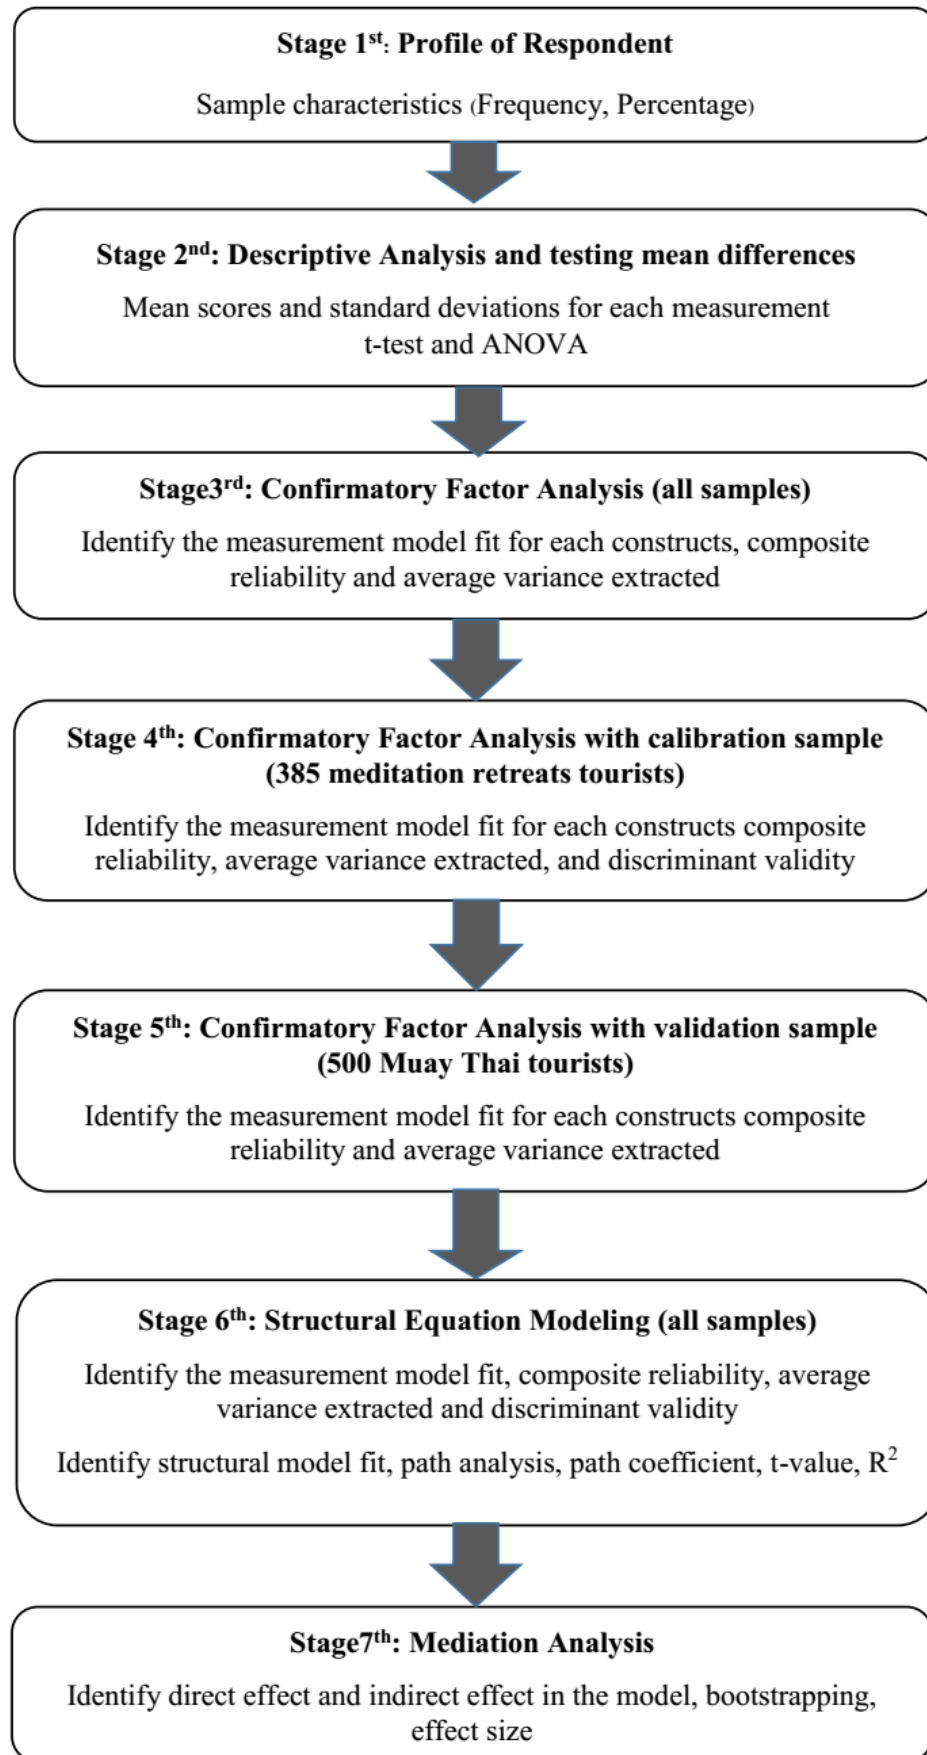 Stage 1st: Profile of Respondent
Sample characteristics (Frequency, Percentage)
Stage 2nd: Descriptive Analysis and testing mean differences
Mean scores and standard deviations for each measurement
t-test and ANOVA
Stage3rd: Confirmatory Factor Analysis (all samples)
Identify the measurement model fit for each constructs, composite
reliability and average variance extracted
Stage 4th: Confirmatory Factor Analysis with calibration sample
(385 meditation retreats tourists)
Identify the measurement model fit for each constructs composite
reliability, average variance extracted, and discriminant validity
Stage 5th: Confirmatory Factor Analysis with validation sample
(500 Muay Thai tourists)
Identify the measurement model fit for each constructs composite
reliability and average variance extracted
Stage 6th: Structural Equation Modeling (all samples)
Identify the measurement model fit, composite reliability, average
variance extracted and discriminant validity
Identify structural model fit, path analysis, path coefficient, t-value, R²
Stage7th: Mediation Analysis
Identify direct effect and indirect effect in the model, bootstrapping,
effect size